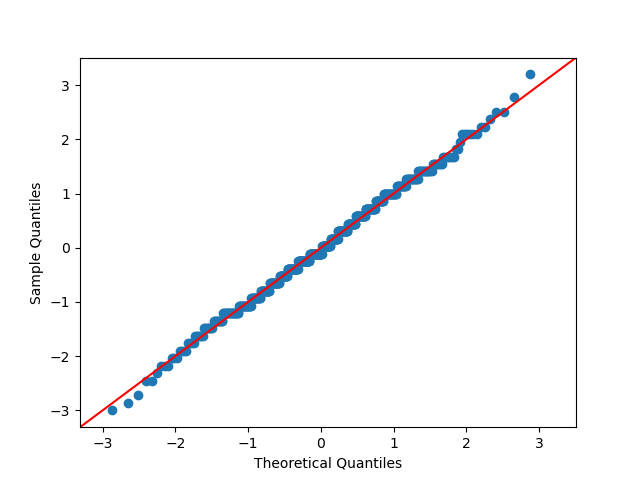 3
2
1
0
−1
−2
−3
Sample Quantiles
−3 −2 −1 0 1 2 3
Theoretical Quantiles